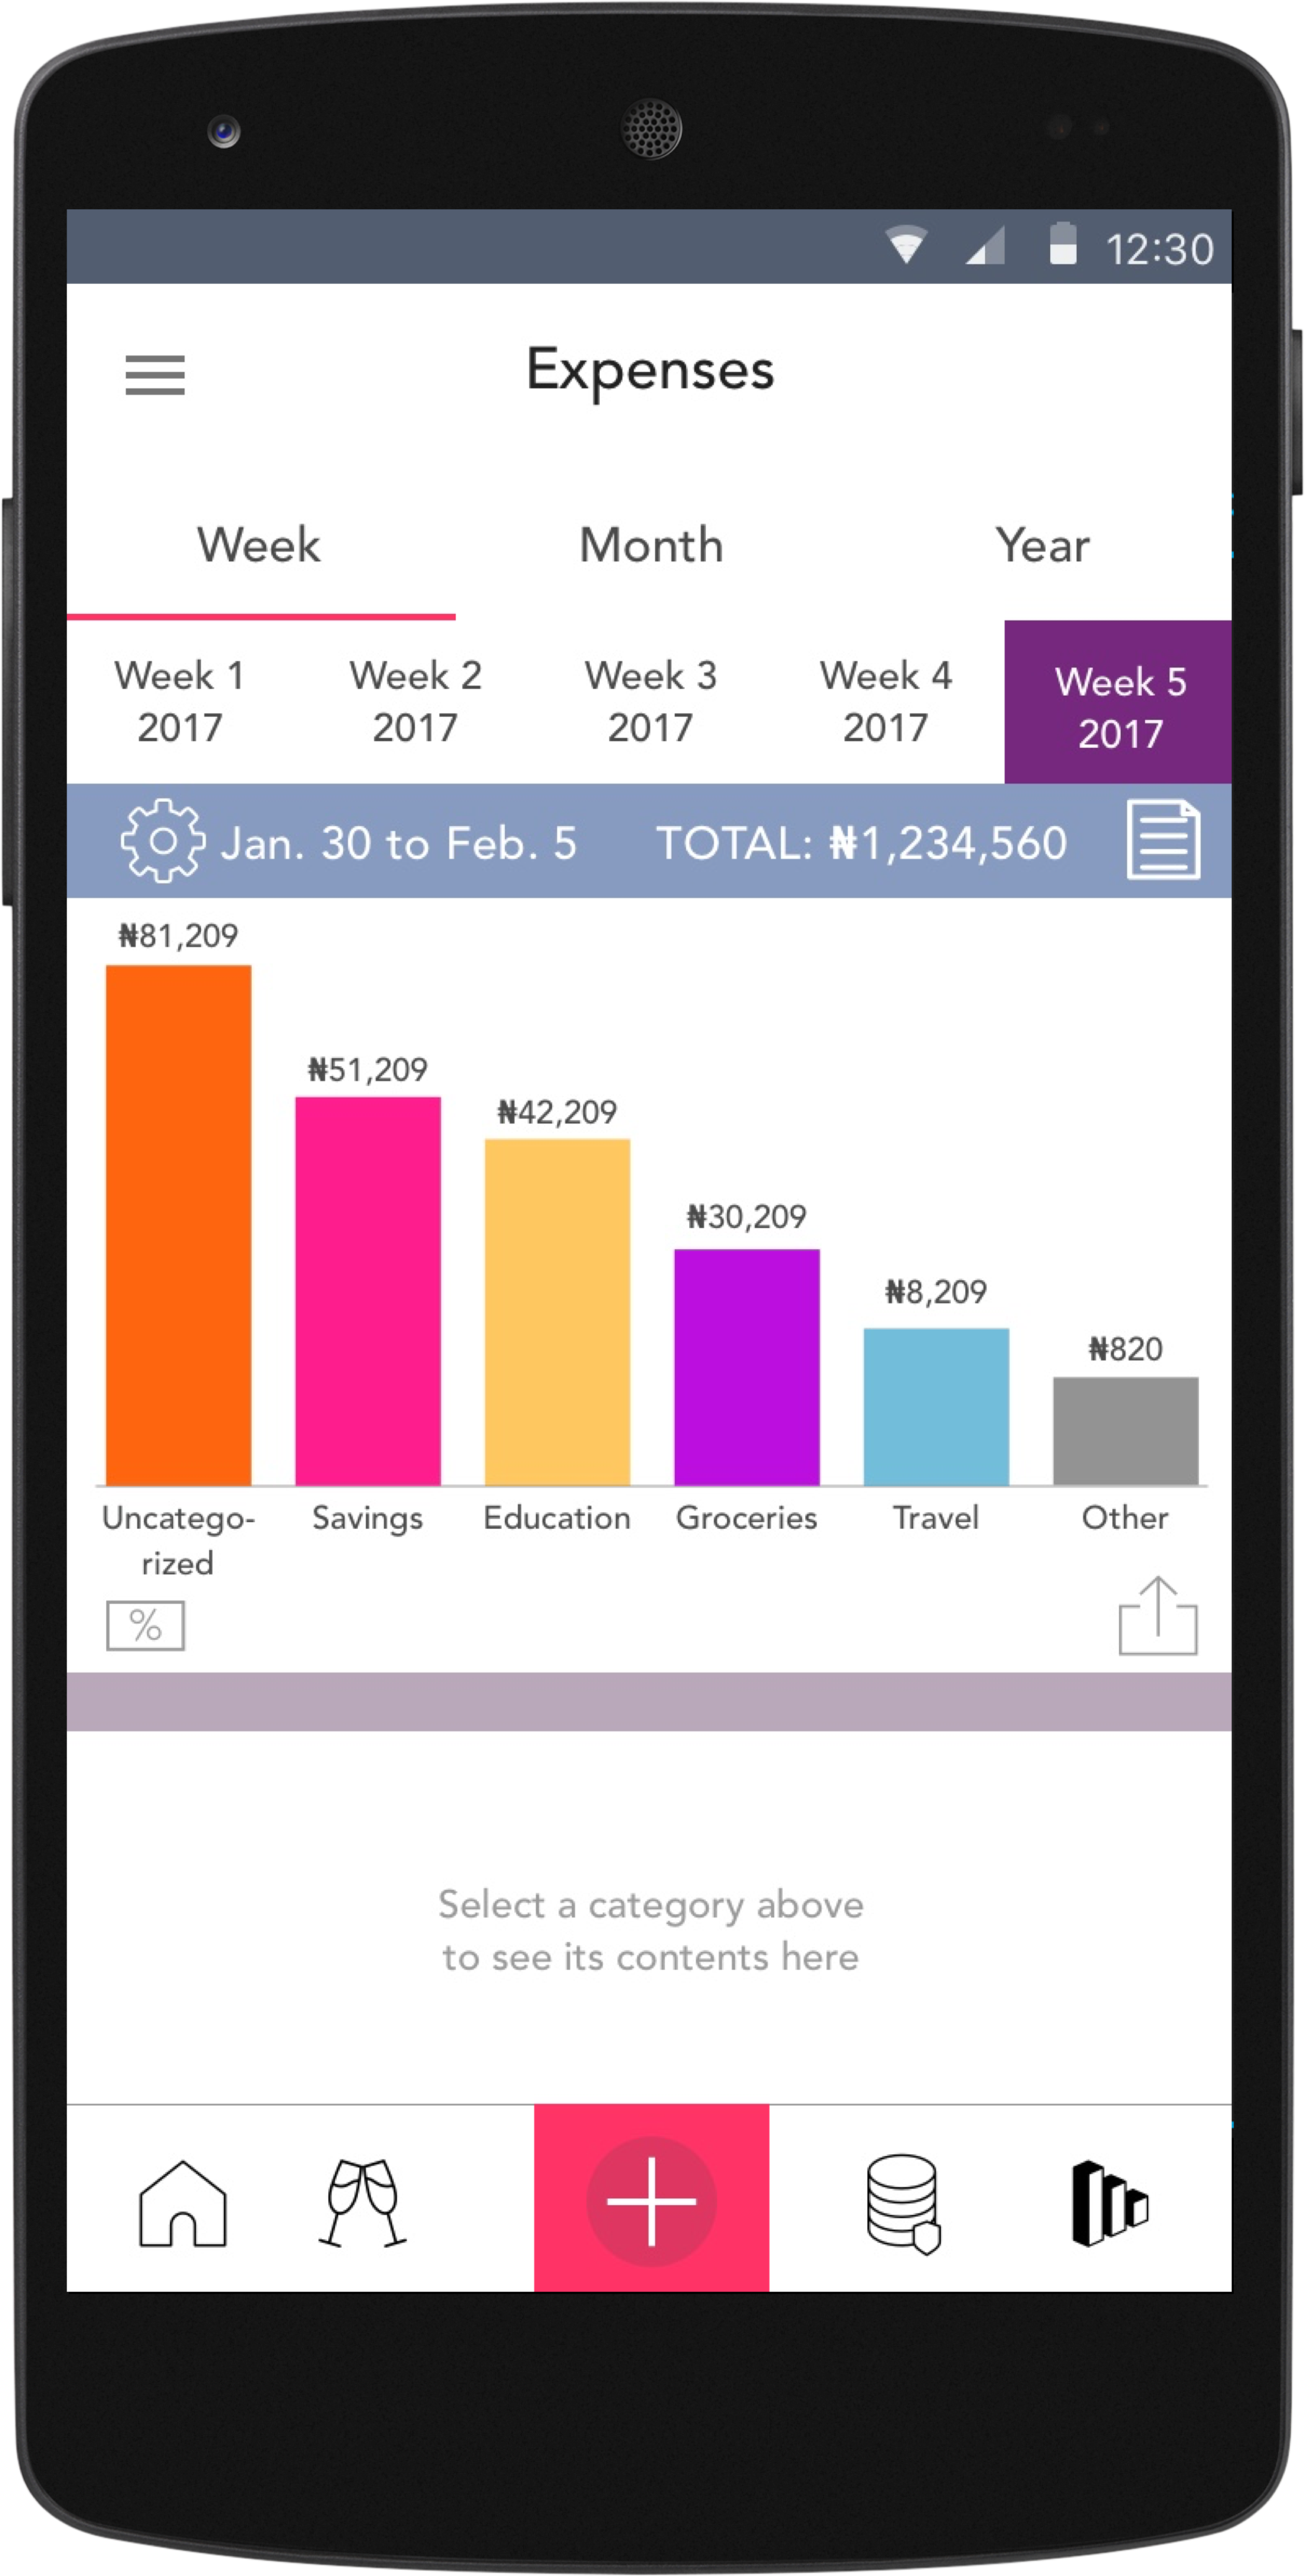 12:30
Expenses
Week Month Year
Week 1 Week 2 Week 3 Week 4 Week 5
2017 2017 2017 2017 2017
Jan. 30 to Feb. 5 TOTAL: ₦1,234,560
₦81,209
₦51,209
₦42,209
₦30,209
₦8,209
₦820
Uncatego- Savings Education Groceries Travel Other
rized
%
Select a category above
to see its contents here